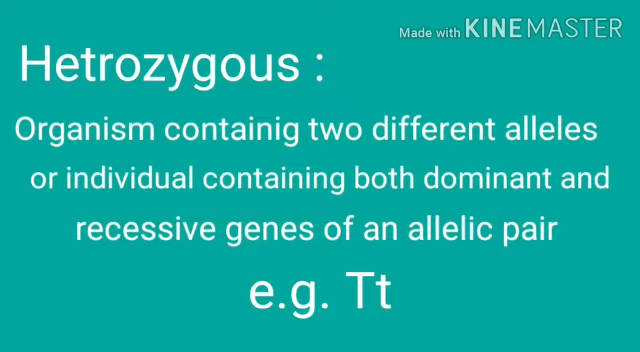 Made with KINEMASTER
Hetrozygous :
Organism containig two different alleles
or individual containing both dominant and
recessive genes of an allelic pair
e.g. Tt